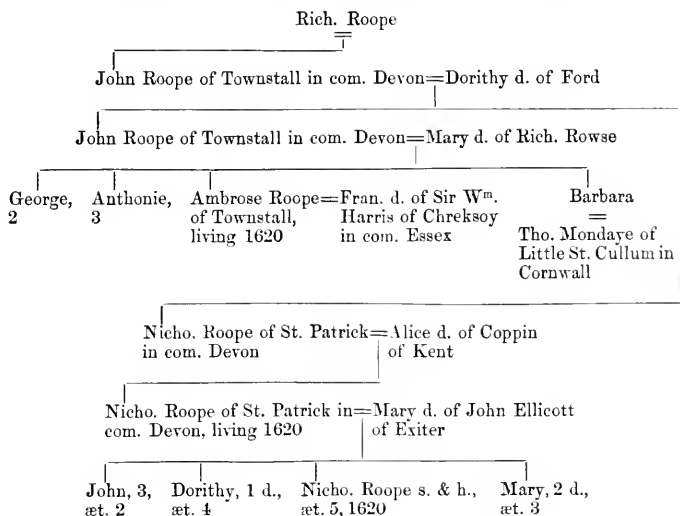 Rich. Roope
=
John Roope of Townstall in com. Devon=Dorithy d. of Ford
John Roope of Townstall in com. Devon=Mary d. of Rich. Rowse
George, 2
Anthonie, 3
Ambrose Roope=Fran. d. of Sir Wm.
of Townstall, Harris of Chreksoy
living 1620 in com. Essex
Barbara
=
Tho. Mondaye of
Little St. Cullum in
Cornwall
Nicho. Roope of St. Patrick=Alice d. of Coppin
in com. Devon of Kent
Nicho. Roope of St. Patrick in=Mary d. of John Ellicott
com. Devon, living 1620 of Exiter
John, 3, Dorithy, 1 d., Nicho. Roope s. & h., Mary, 2 d.,
æt. 2 æt. 4 æt. 5, 1620 æt. 3